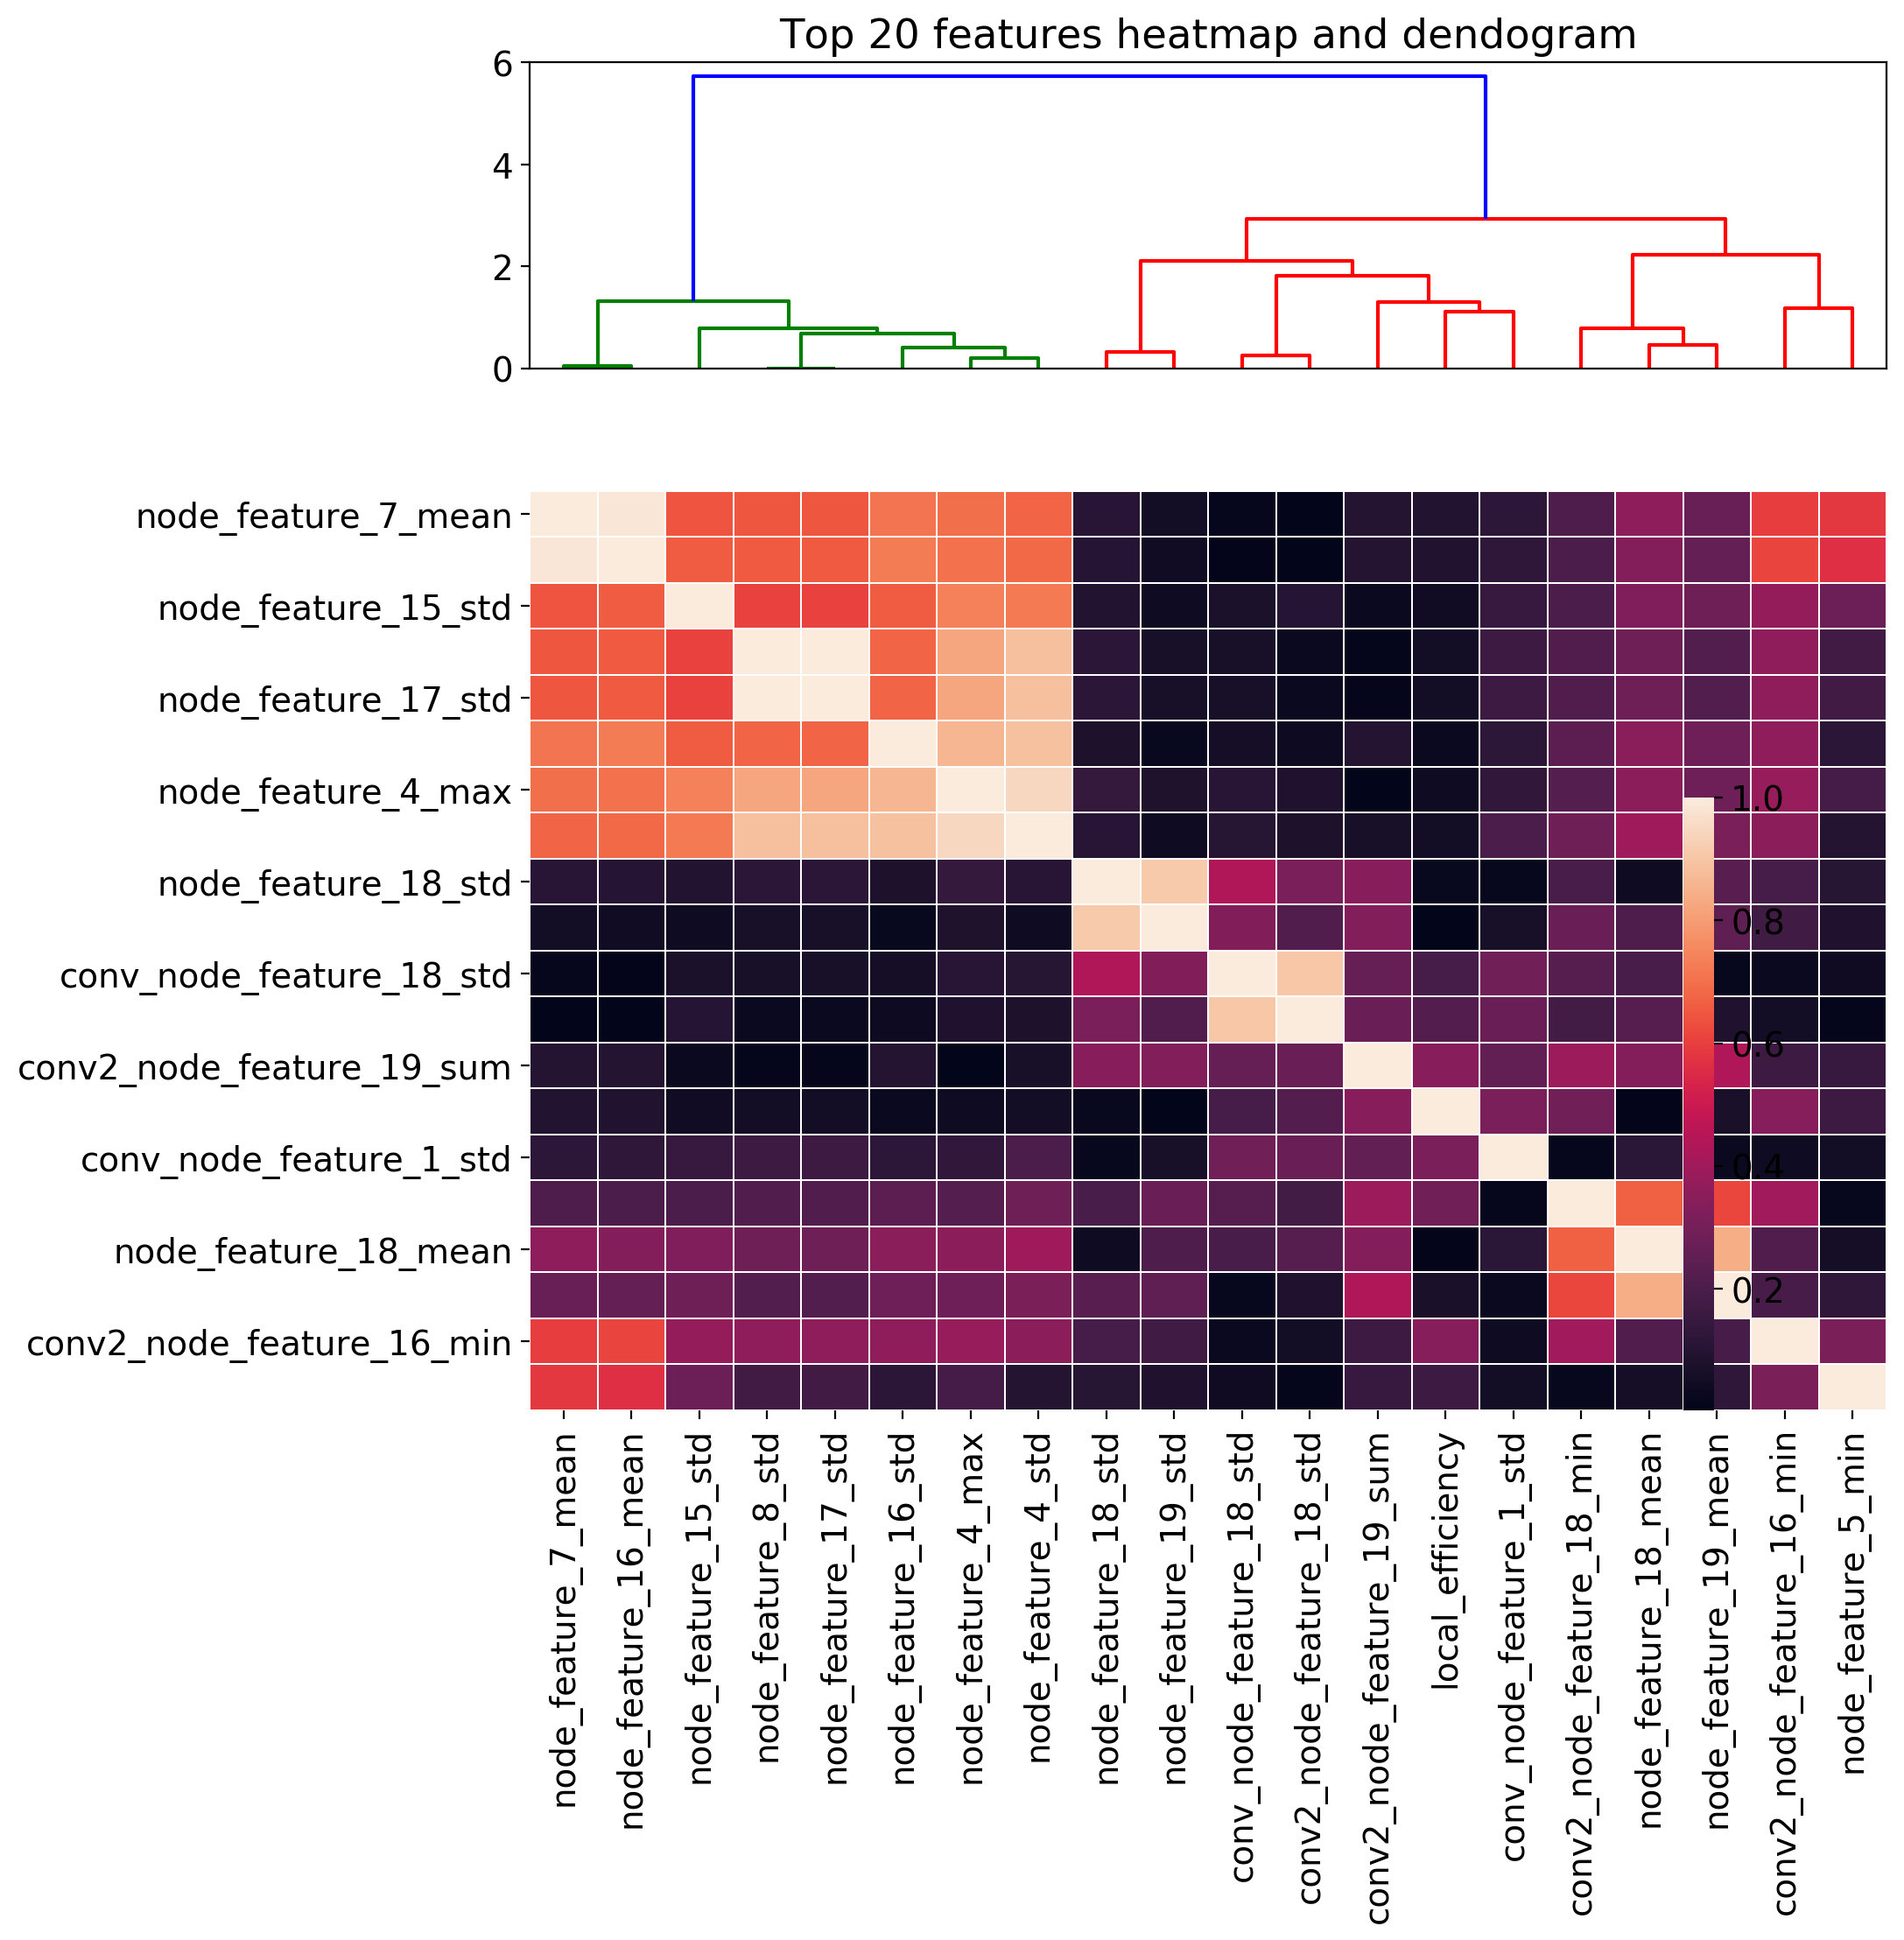 Top 20 features heatmap and dendogram
6
4
2
0
node_feature_7_mean
node_feature_15_std
node_feature_17_std
node_feature_4_max
node_feature_18_std
conv_node_feature_18_std
conv2_node_feature_19_sum
conv_node_feature_1_std
node_feature_18_mean
conv2_node_feature_16_min
1.0
0.8
0.6
0.4
0.2
node_feature_7_mean
node_feature_16_mean
node_feature_15_std
node_feature_8_std
node_feature_17_std
node_feature_16_std
node_feature_4_max
node_feature_4_std
node_feature_18_std
node_feature_19_std
conv_node_feature_18_std
conv2_node_feature_18_std
conv2_node_feature_19_sum
local_efficiency
conv_node_feature_1_std
conv2_node_feature_18_min
node_feature_18_mean
node_feature_19_mean
conv2_node_feature_16_min
node_feature_5_min